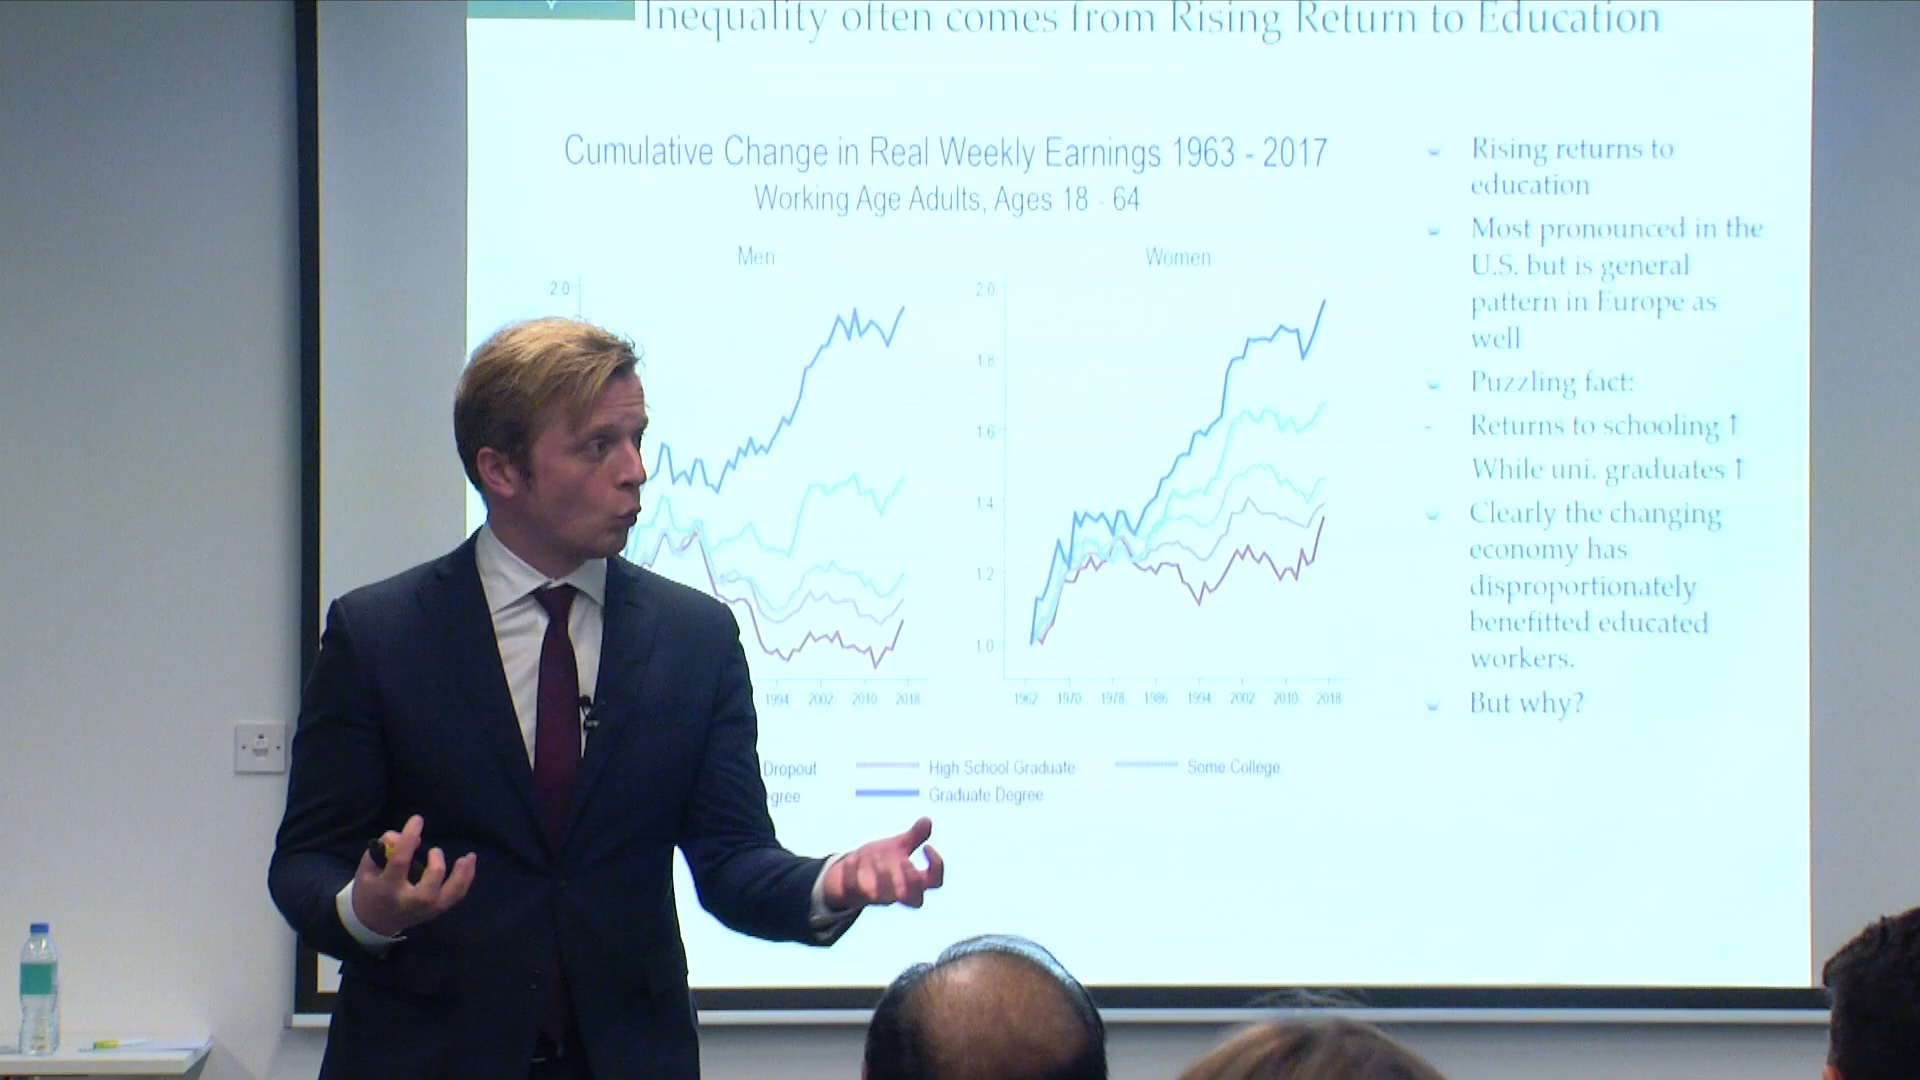 Inequality often comes from Rising Return to Education
Cumulative Change in Real Weekly Earnings 1963 - 2017
Working Age Adults, Ages 18 - 64
Men
2.0
1994 2002 2010 2018
Women
2.0
1.8
1.6
1.4
1.2
1.0
1962 1970 1978 1986 1994 2002 2010 2018
Dropout High School Graduate Some College
gree Graduate Degree
Rising returns to
education
Most pronounced in the
U.S. but is general
pattern in Europe as
well
Puzzling fact:
- Returns to schooling ↑
While uni. graduates ↑
Clearly the changing
economy has
disproportionately
benefitted educated
workers.
But why?